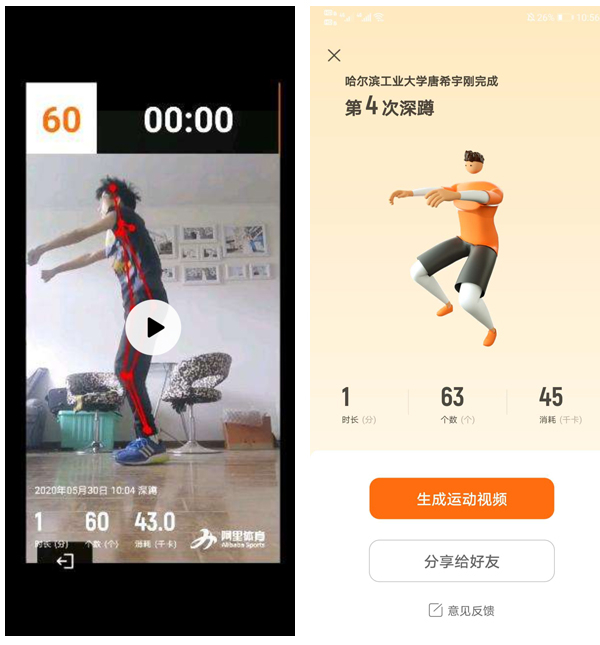 60
00:00
2020年05月30日 10:04 深蹲
1
60
43.0
时长 (分)
个数 (个)
消耗 (千卡)
阿里体育
Alibaba Sports
26%
10:56
哈尔滨工业大学唐希宇刚完成
第4次深蹲
1
63
45
时长 (分)
个数 (个)
消耗 (千卡)
生成运动视频
分享给好友
意见反馈